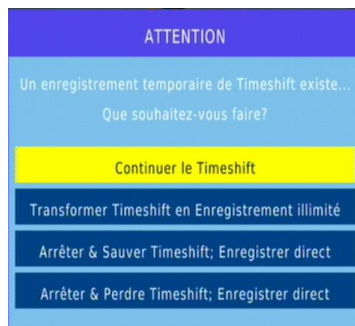 ATTENTION
Un enregistrement temporaire de Timeshift existe...
Que souhaitez-vous faire?
Continuer le Timeshift
Transformer Timeshift en Enregistrement illimité
Arrêter & Sauver Timeshift; Enregistrer direct
Arrêter & Perdre Timeshift; Enregistrer direct